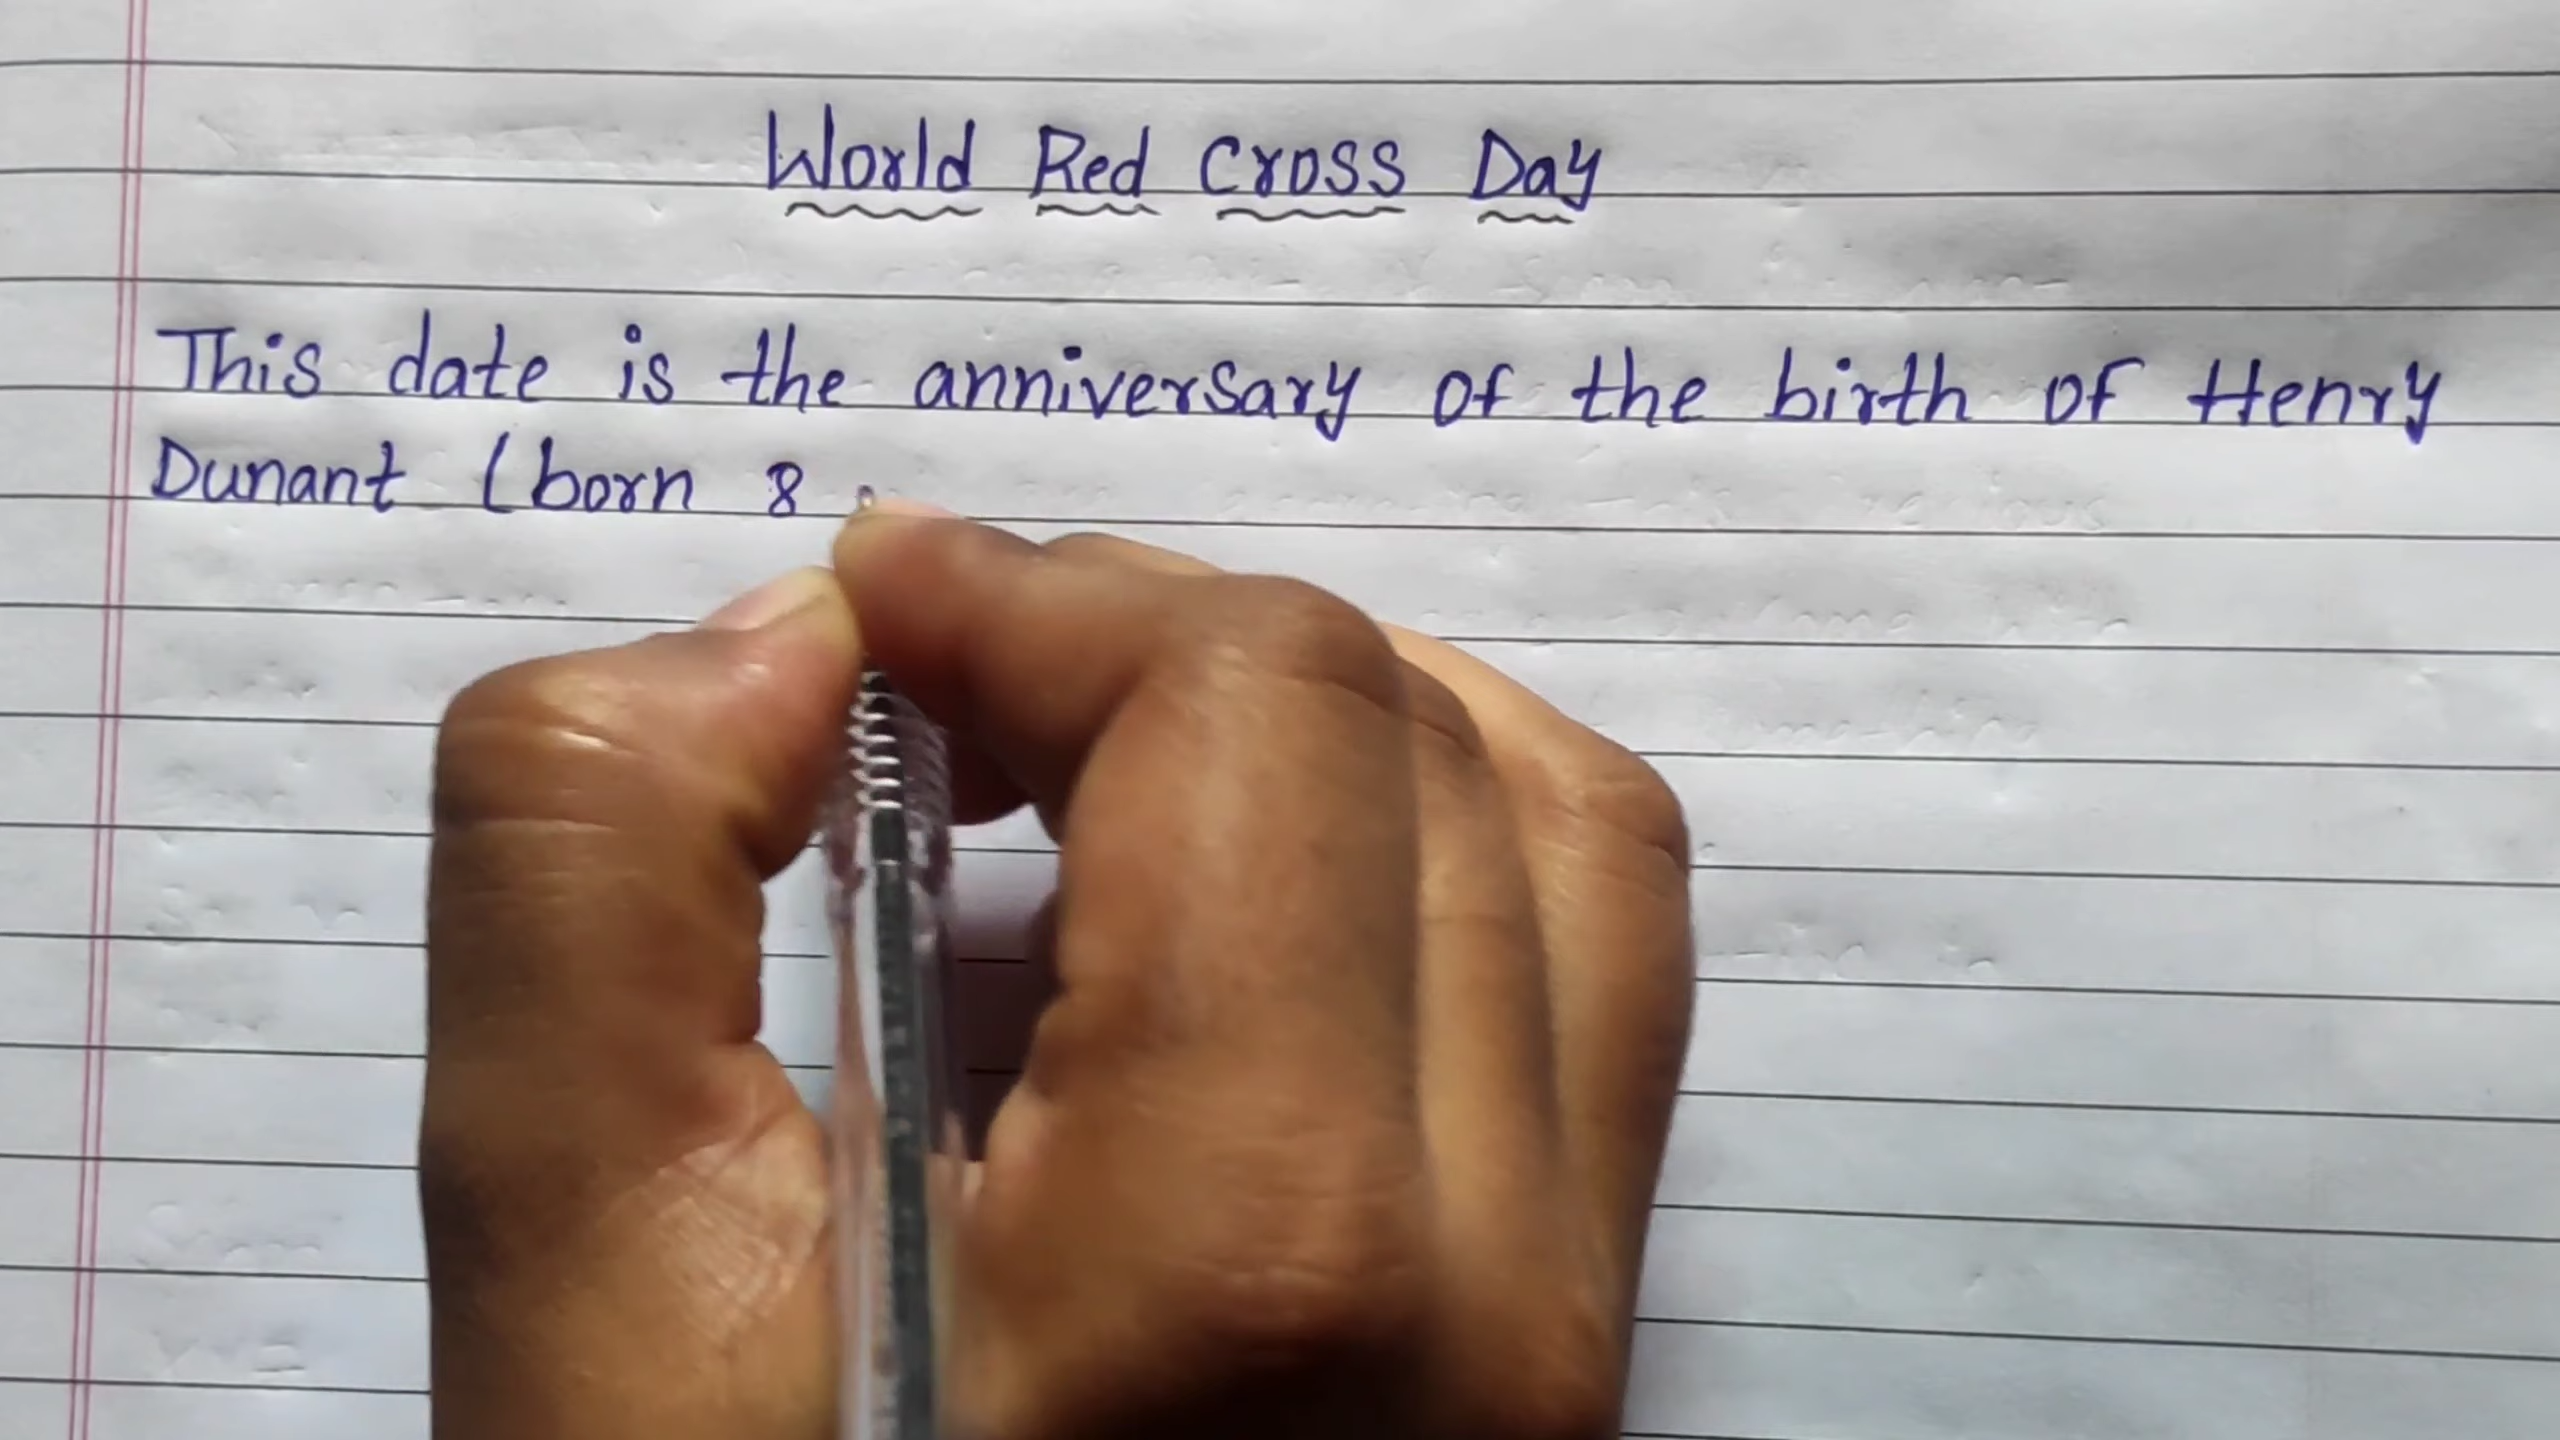 World Red Cross Day
This date is the anniversary of the birth of Henry
Dunant (born 8